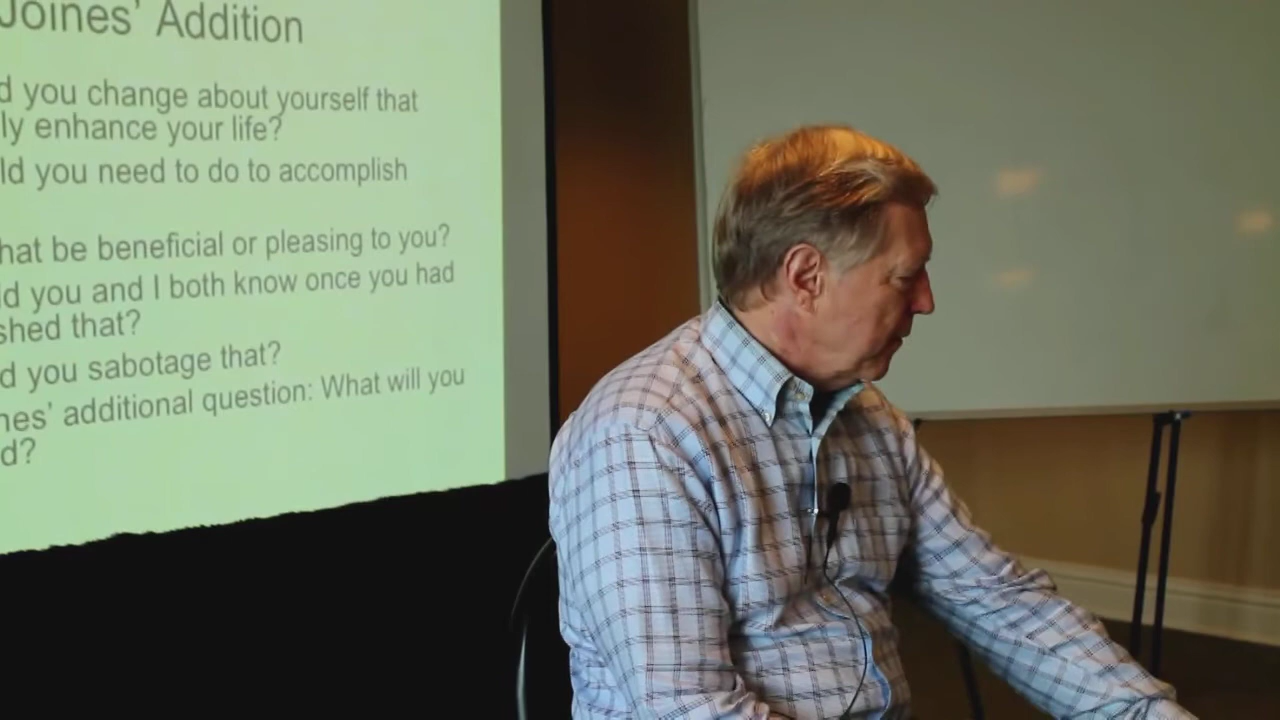 Joines' Addition
d you change about yourself that
ly enhance your life?
ld you need to do to accomplish
hat be beneficial or pleasing to you?
ld you and I both know once you had
shed that?
d you sabotage that?
nes' additional question: What will you
d?